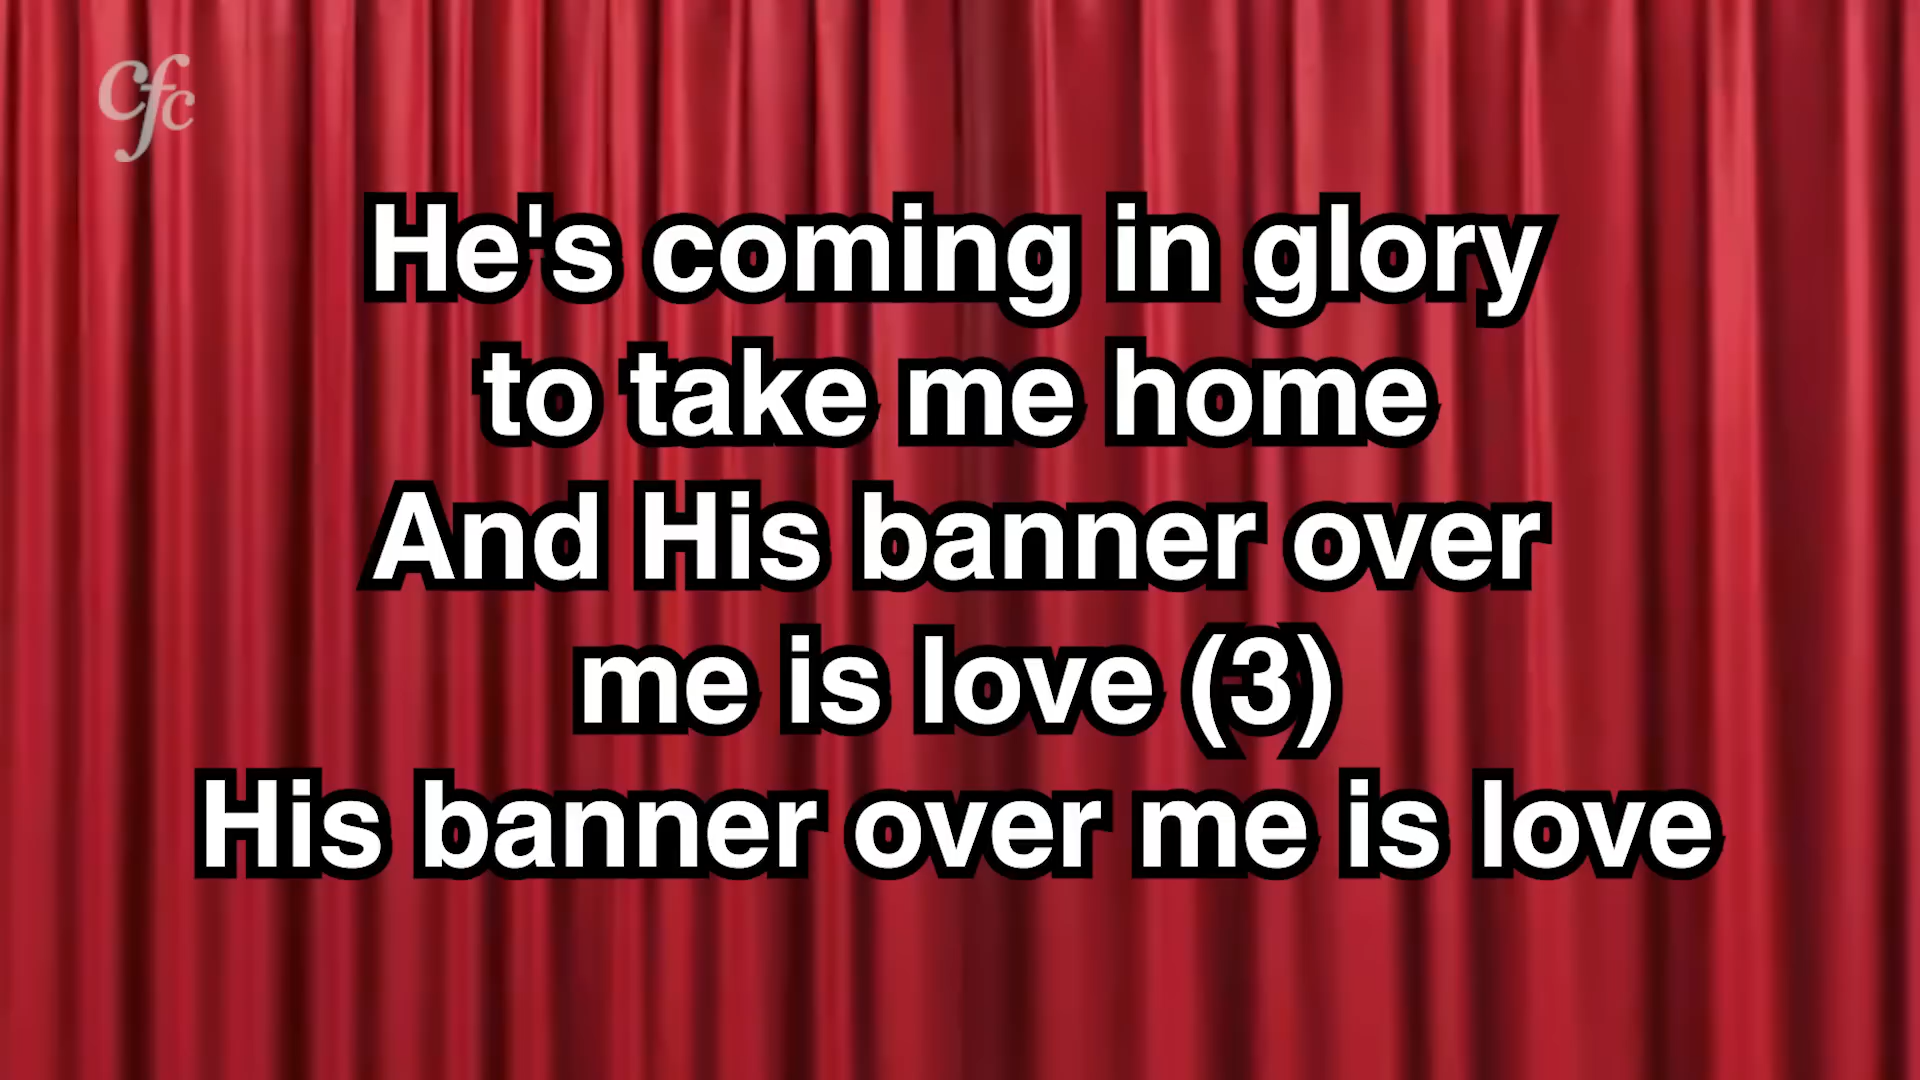 cfc
He's coming in glory
to take me home
And His banner over
me is love (3)
His banner over me is love